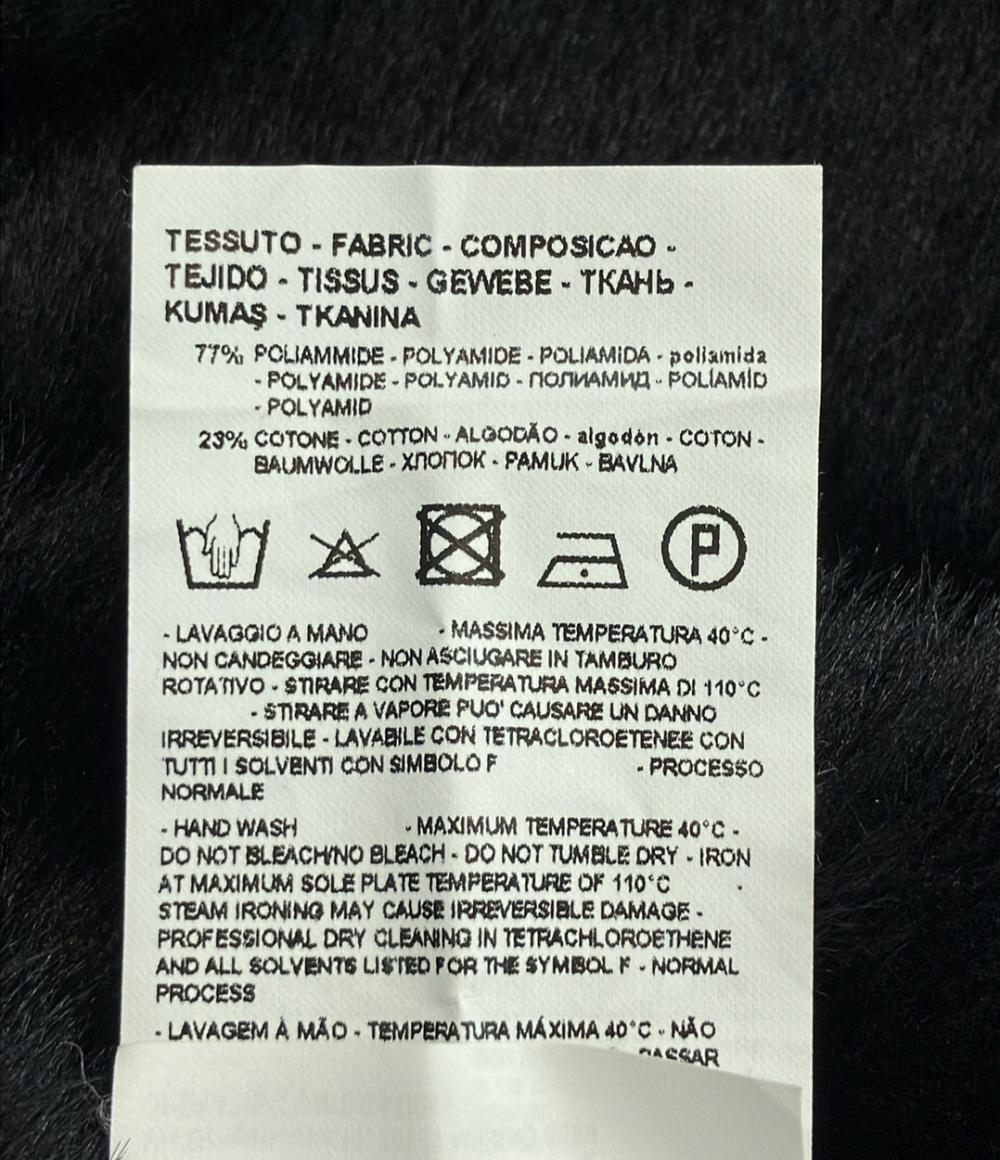 TESSUTO - FABRIC - COMPOSICAO -
TEJIDO - TISSUS - GEWEBE - ТКАНЬ -
KUMAŞ - TKANINA
77% POLIAMMIDE - POLYAMIDE - POLIAMIDA - poliamida
- POLYAMIDE - POLYAMID - ПОЛИАМИД - POLİAMİD
- POLYAMID
23% COTONE - COTTON - ALGODÃO - algodón - COTON -
BAUMWOLLE - ХЛОПОК - PAMUK - BAVLNA
P
- LAVAGGIO A MANO - MASSIMA TEMPERATURA 40°C -
NON CANDEGGIARE - NON ASCIUGARE IN TAMBURO
ROTATIVO - STIRARE CON TEMPERATURA MASSIMA DI 110°C
- STIRARE A VAPORE PUO' CAUSARE UN DANNO
IRREVERSIBILE - LAVABILE CON TETRACLOROETENEE CON
TUTTI I SOLVENTI CON SIMBOLO F - PROCESSO
NORMALE
- HAND WASH - MAXIMUM TEMPERATURE 40°C -
DO NOT BLEACH/NO BLEACH - DO NOT TUMBLE DRY - IRON
AT MAXIMUM SOLE PLATE TEMPERATURE OF 110°C -
STEAM IRONING MAY CAUSE IRREVERSIBLE DAMAGE -
PROFESSIONAL DRY CLEANING IN TETRACHLOROETHENE
AND ALL SOLVENTS LISTED FOR THE SYMBOL F - NORMAL
PROCESS
- LAVAGEM À MÃO - TEMPERATURA MÁXIMA 40°C - NÃO
PASSAR